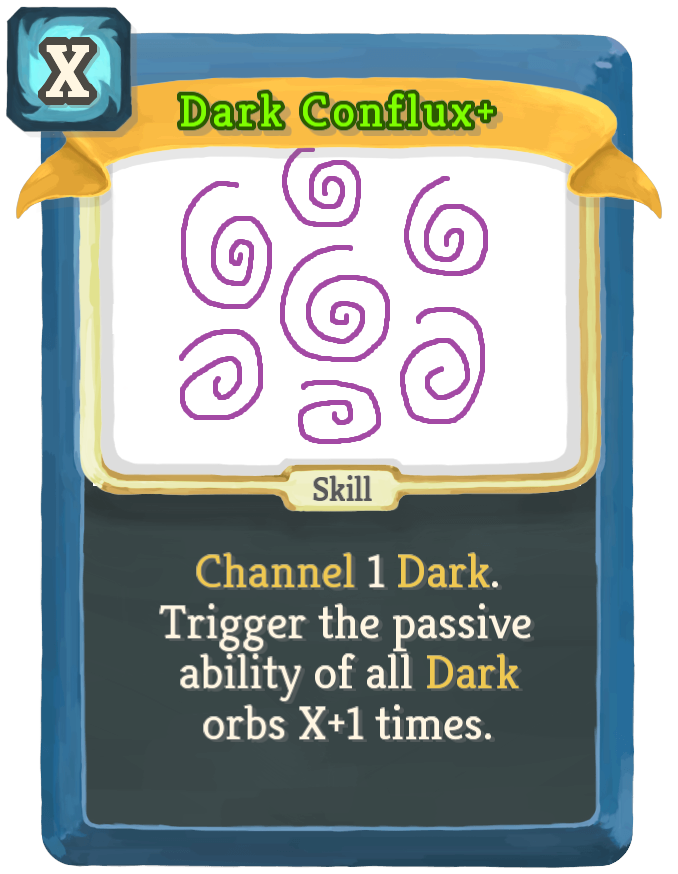 X
Dark Conflux+
Skill
Channel 1 Dark.
Trigger the passive
ability of all Dark
orbs X+1 times.